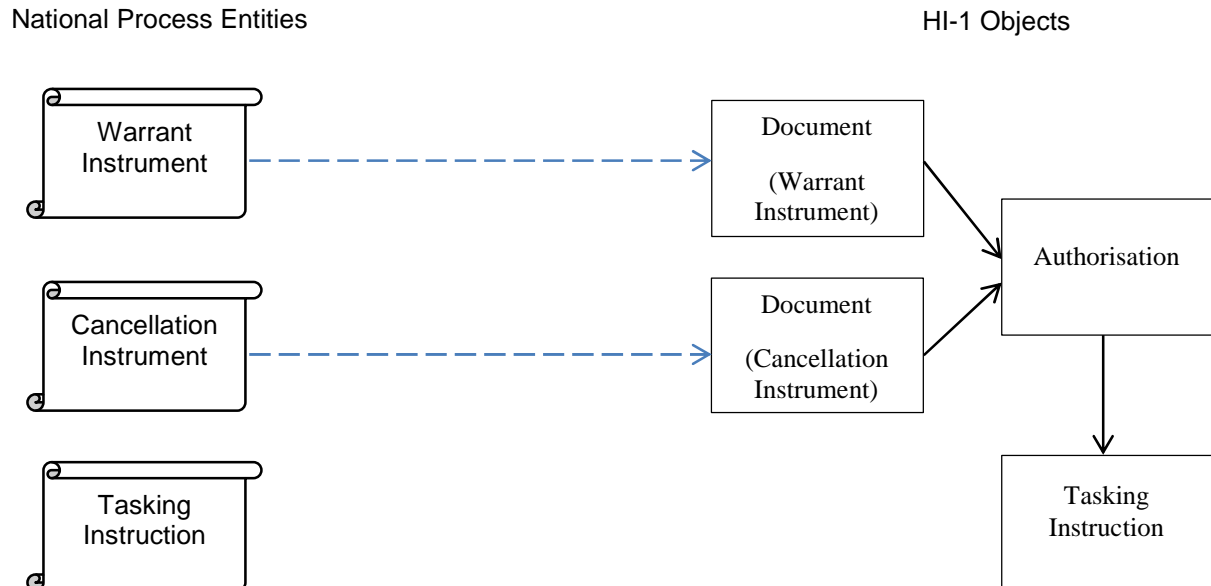 National Process Entities
HI-1 Objects
Warrant
Instrument
Document
(Warrant
Instrument)
Authorisation
Cancellation
Instrument
Document
(Cancellation
Instrument)
Tasking
Instruction
Tasking
Instruction